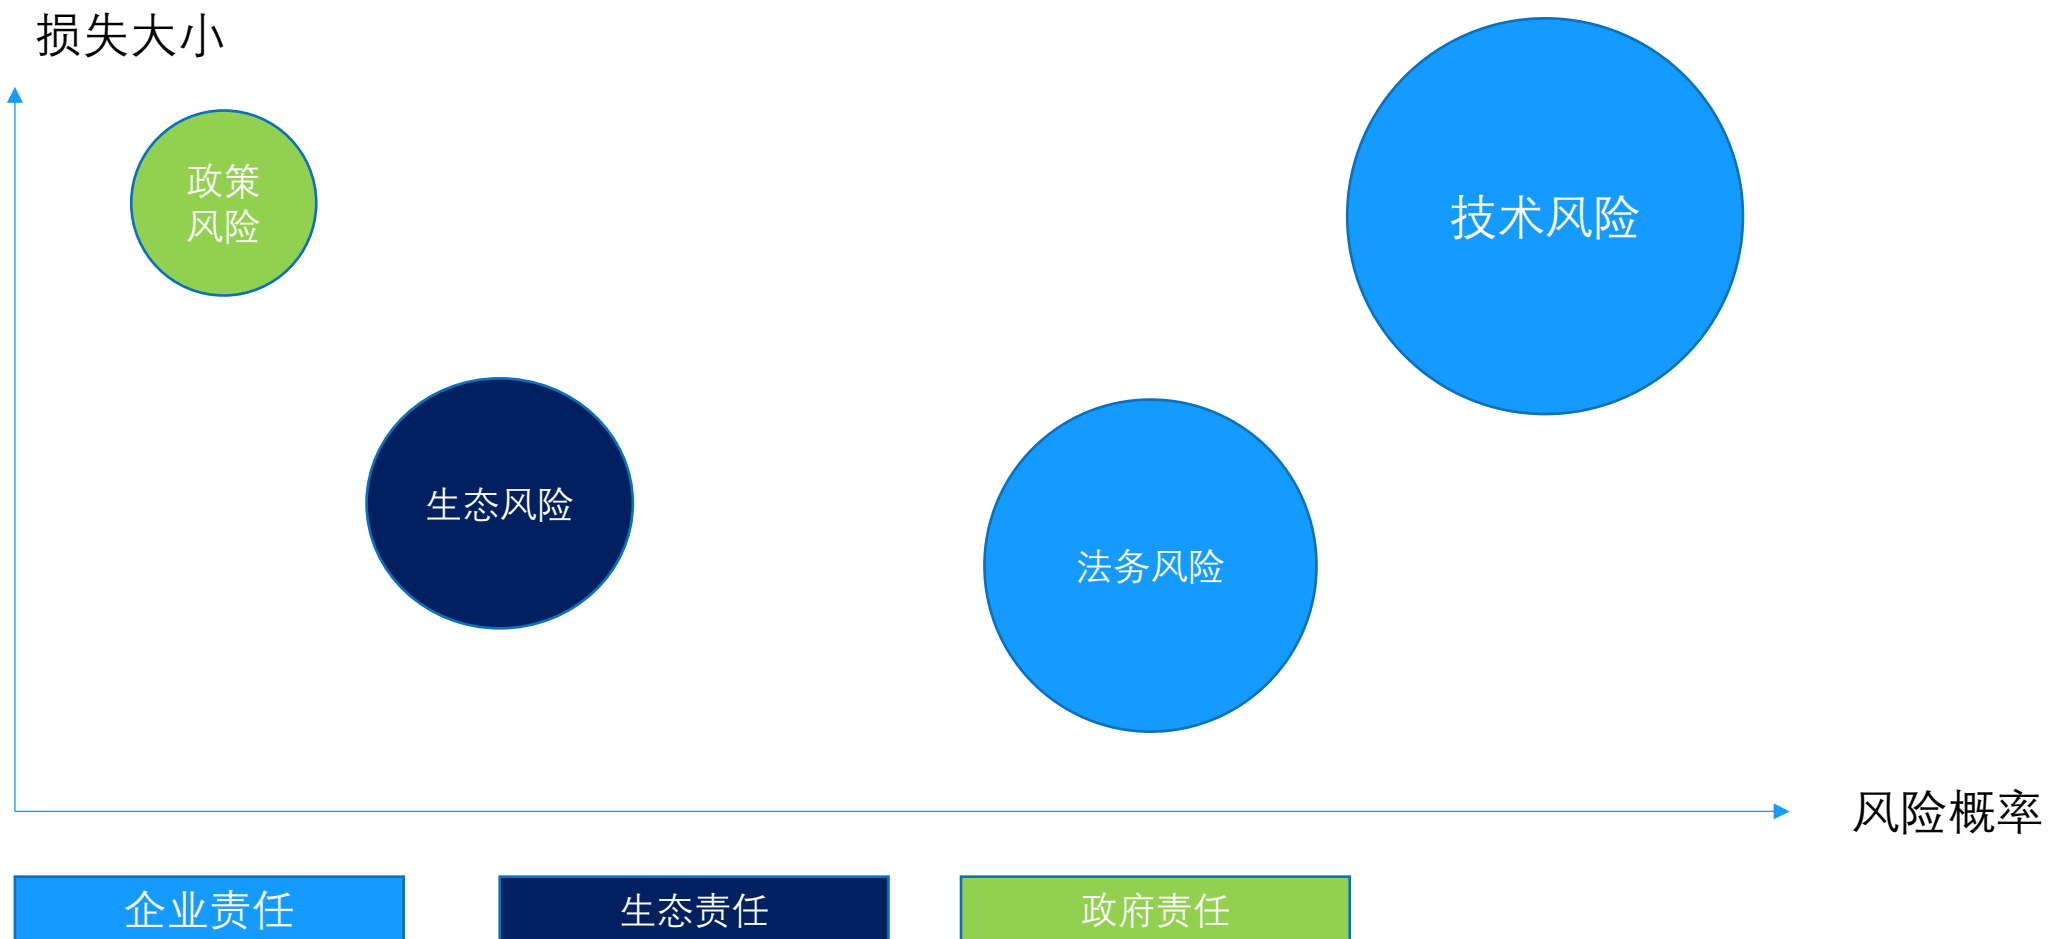 损失大小
政策
风险
技术风险
生态风险
法务风险
风险概率
企业责任
生态责任
政府责任